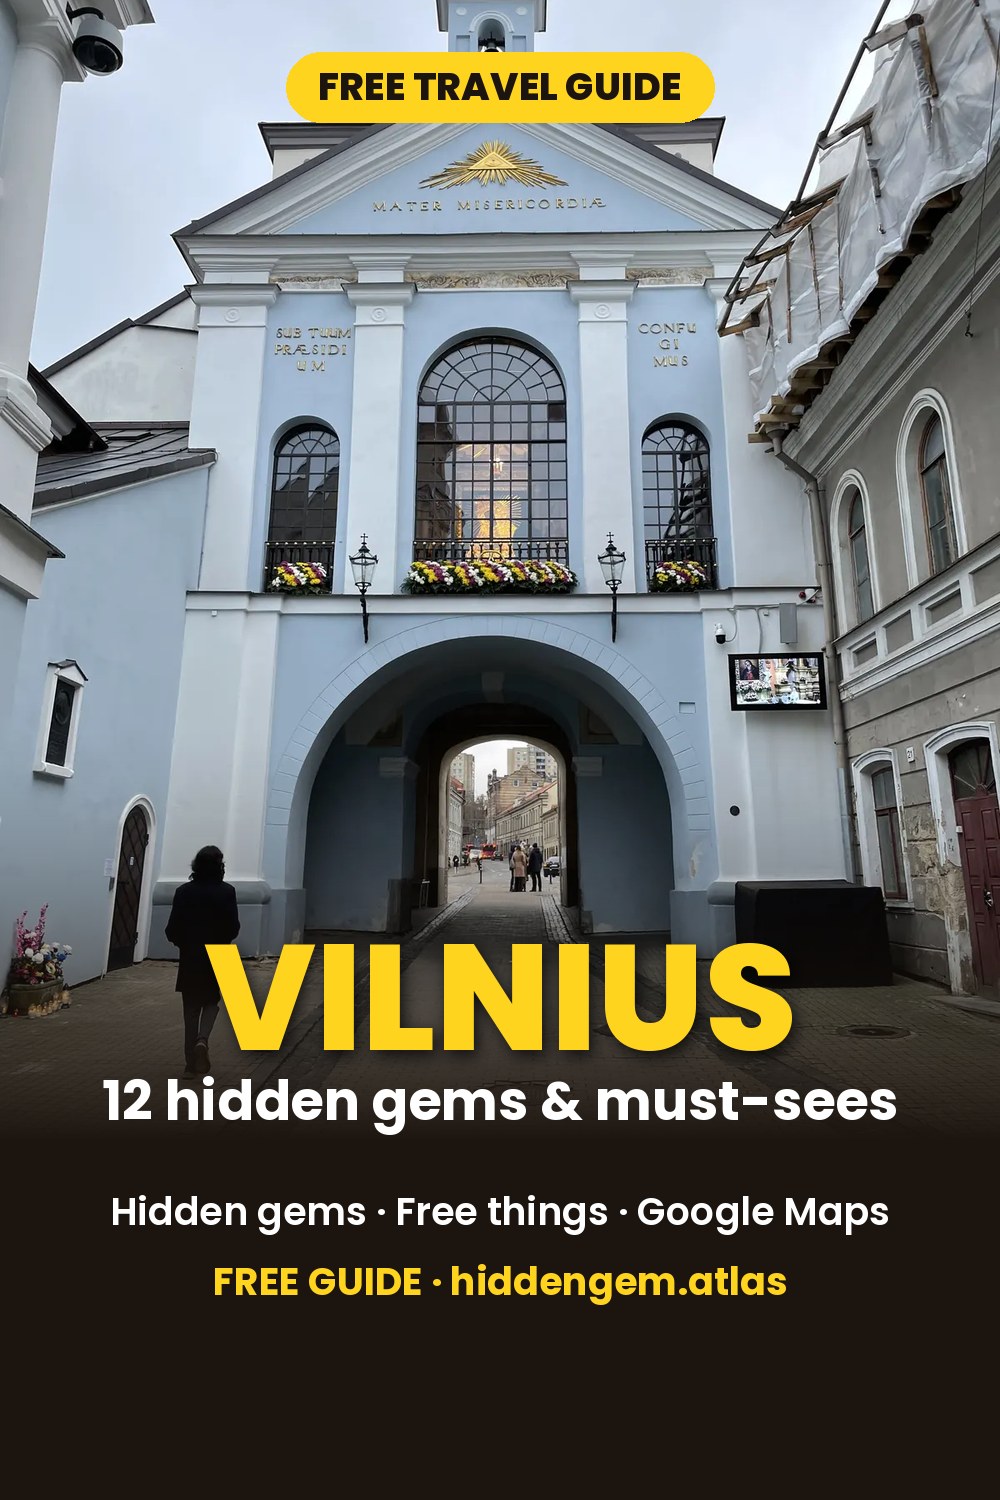 FREE TRAVEL GUIDE
MATER MISERICORDIÆ
SUB TUUM
PRÆSIDI
UM
CONFU
GI
MUS
VILNIUS
12 hidden gems & must-sees
Hidden gems · Free things · Google Maps
FREE GUIDE · hiddengem.atlas